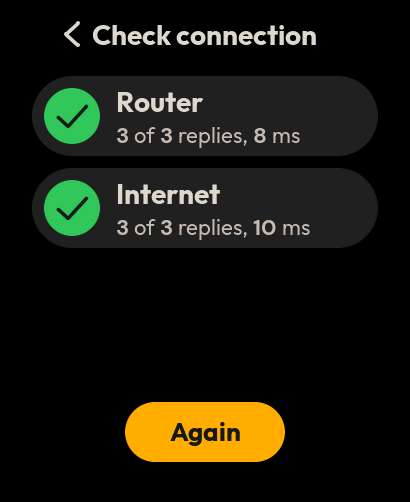 Check connection
Router
3 of 3 replies, 8 ms
Internet
3 of 3 replies, 10 ms
Again